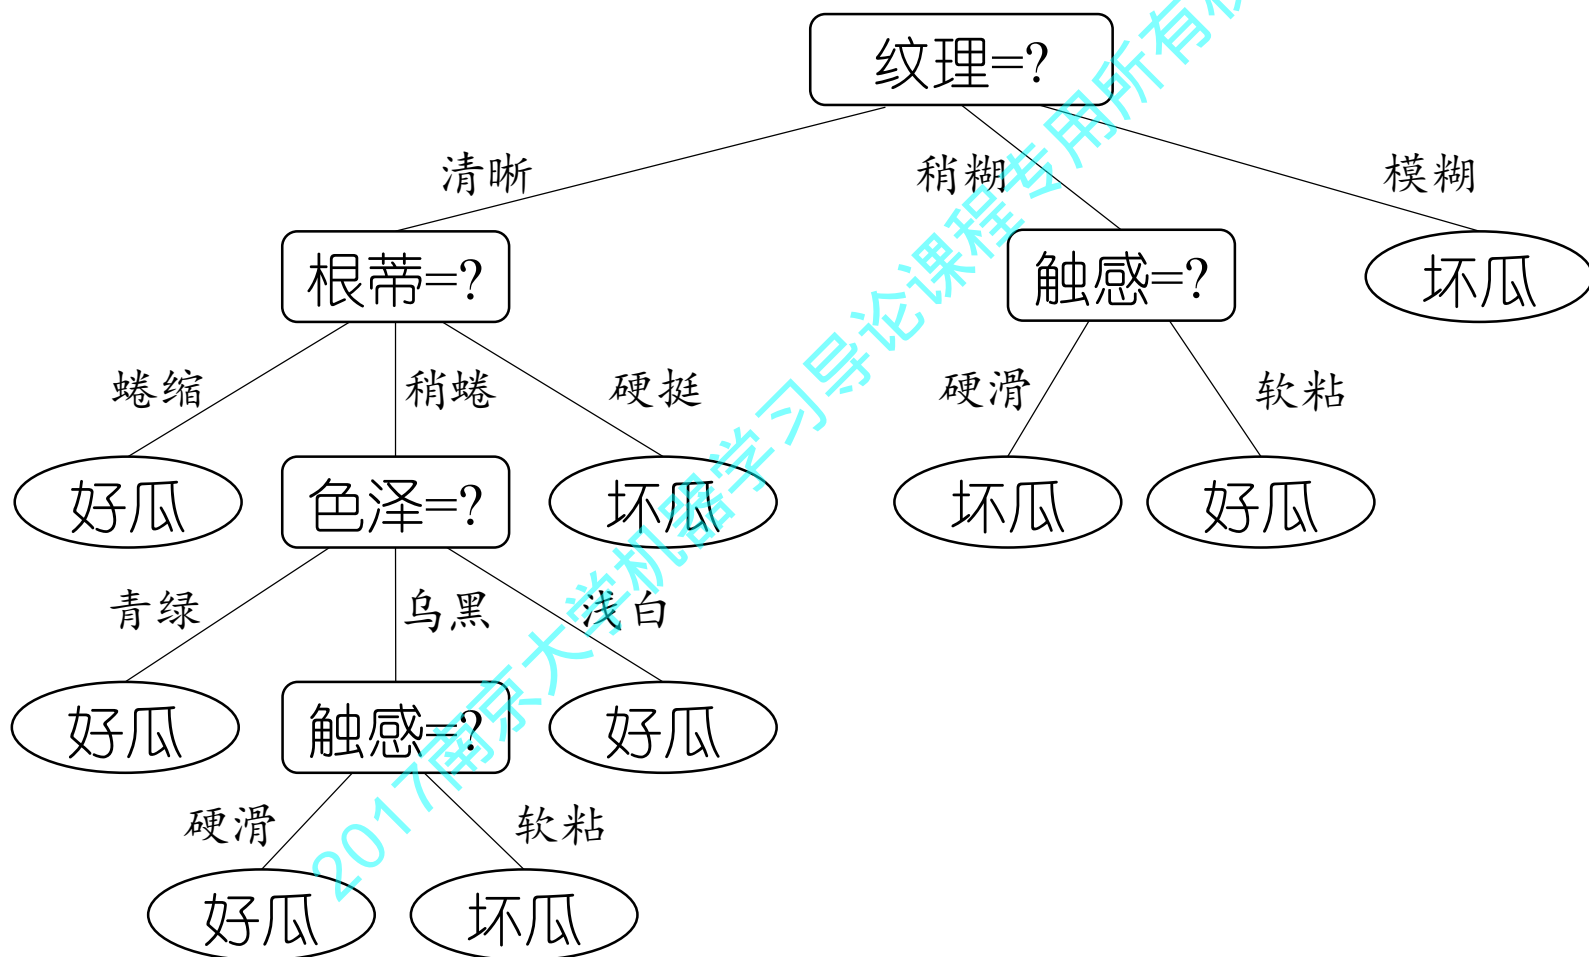 纹理=?
清晰
稍糊
模糊
根蒂=?
触感=?
坏瓜
蜷缩
稍蜷
硬挺
硬滑
软粘
好瓜
色泽=?
坏瓜
坏瓜
好瓜
青绿
乌黑
浅白
好瓜
触感=?
好瓜
硬滑
软粘
好瓜
坏瓜
2017南京大学机器学习导论课程专用所有